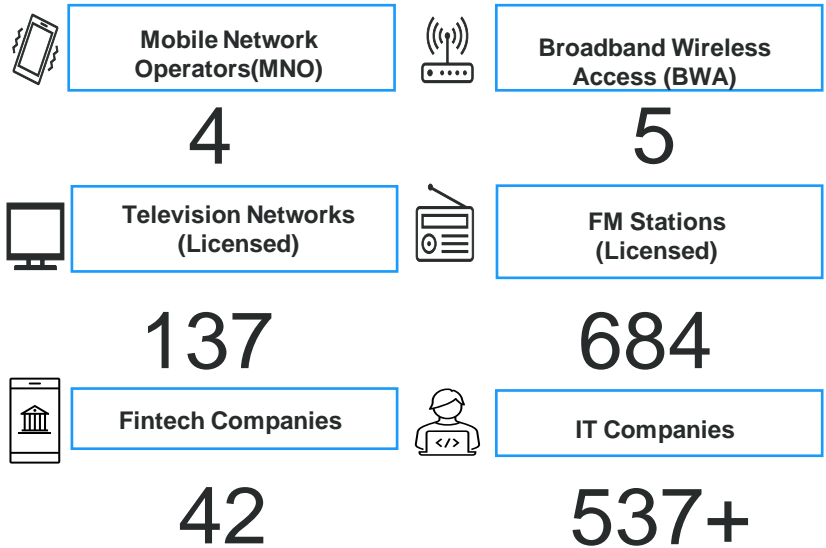 Mobile Network
Operators(MNO)
Broadband Wireless
Access (BWA)
4
5
Television Networks
(Licensed)
FM Stations
(Licensed)
137
684
Fintech Companies
IT Companies
</>
42
537+